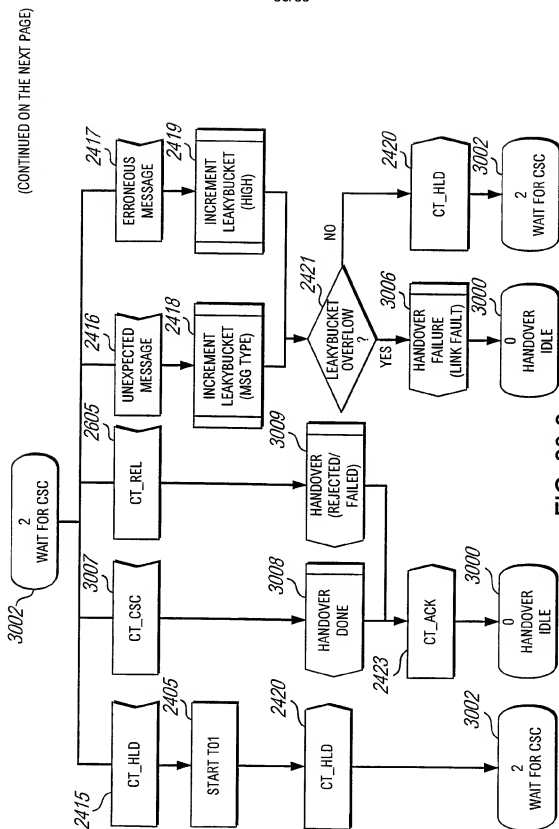 (CONTINUED ON THE NEXT PAGE)
3002
2
WAIT FOR CSC
2415
CT_HLD
3007
CT_CSC
2605
CT_REL
2416
UNEXPECTED
MESSAGE
2417
ERRONEOUS
MESSAGE
2405
START T01
2418
INCREMENT
LEAKYBUCKET
(MSG TYPE)
2419
INCREMENT
LEAKYBUCKET
(HIGH)
2420
CT_HLD
3008
HANDOVER
DONE
3009
HANDOVER
(REJECTED/
FAILED)
2421
LEAKYBUCKET
OVERFLOW
?
NO
YES
2423
CT_ACK
3006
HANDOVER
FAILURE
(LINK FAULT)
2420
CT_HLD
3002
2
WAIT FOR CSC
3000
0
HANDOVER
IDLE
3000
0
HANDOVER
IDLE
3002
2
WAIT FOR CSC